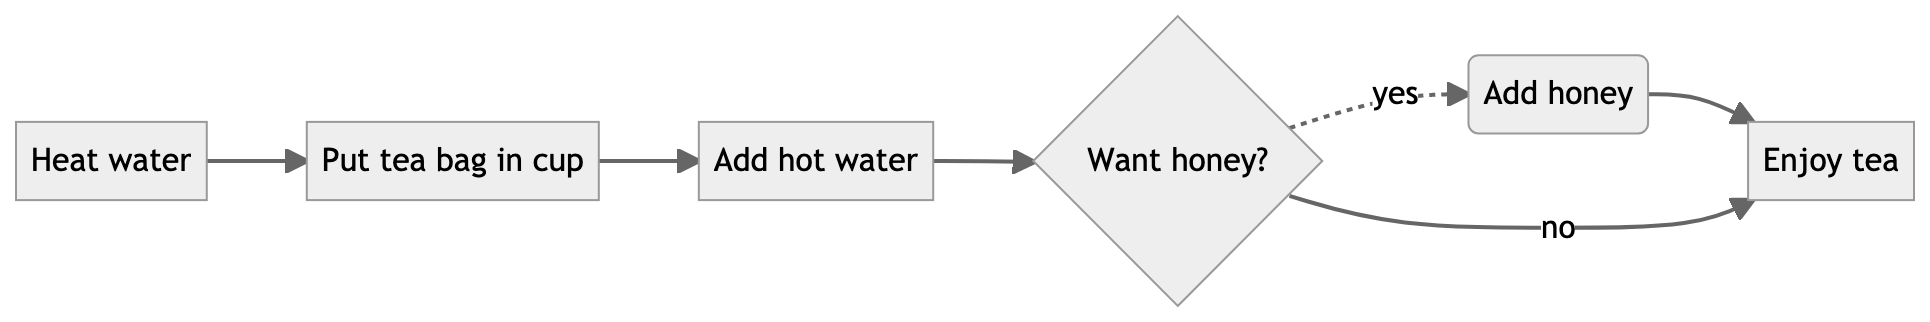 Heat water
Put tea bag in cup
Add hot water
Want honey?
yes
Add honey
no
Enjoy tea